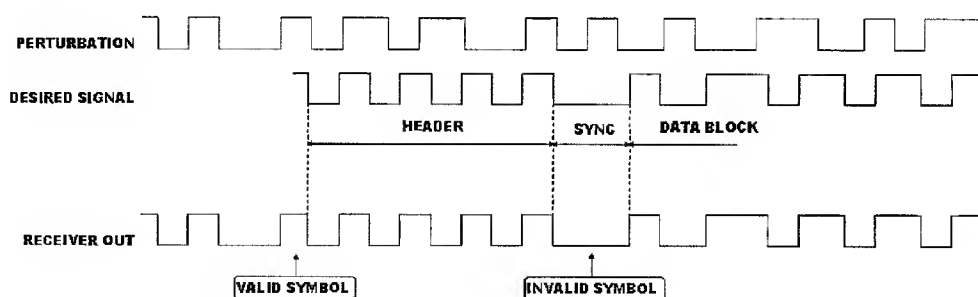 PERTURBATION
DESIRED SIGNAL
HEADER
SYNC
DATA BLOCK
RECEIVER OUT
VALID SYMBOL
INVALID SYMBOL